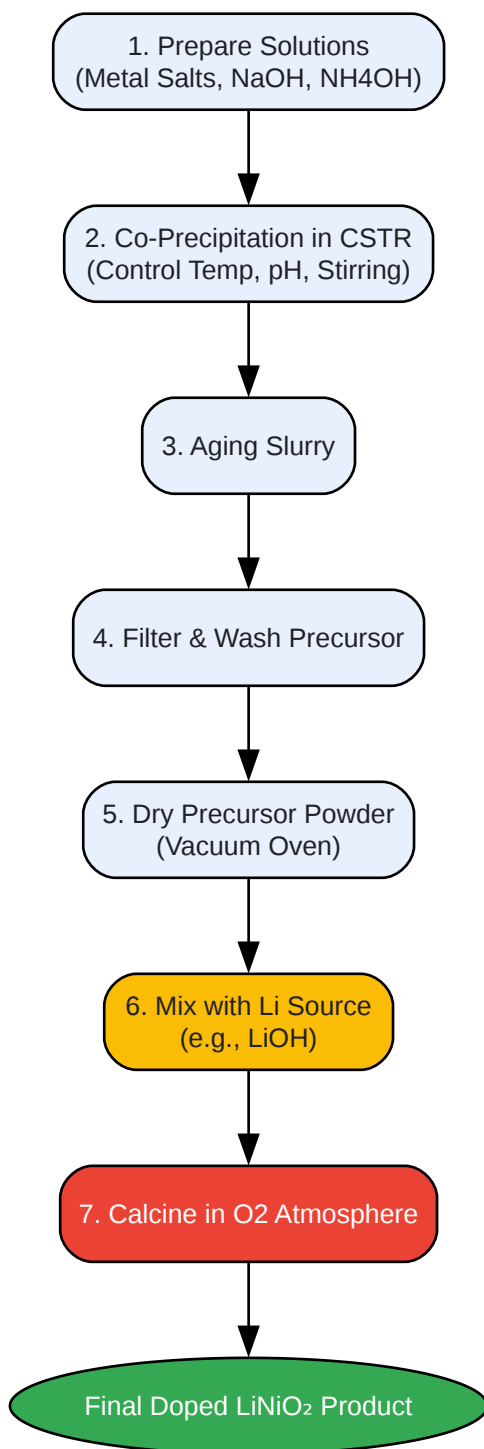 1. Prepare Solutions
(Metal Salts, NaOH, NH4OH)
2. Co-Precipitation in CSTR
(Control Temp, pH, Stirring)
3. Aging Slurry
4. Filter & Wash Precursor
5. Dry Precursor Powder
(Vacuum Oven)
6. Mix with Li Source
(e.g., LiOH)
7. Calcine in O2 Atmosphere
Final Doped LiNiO₂ Product